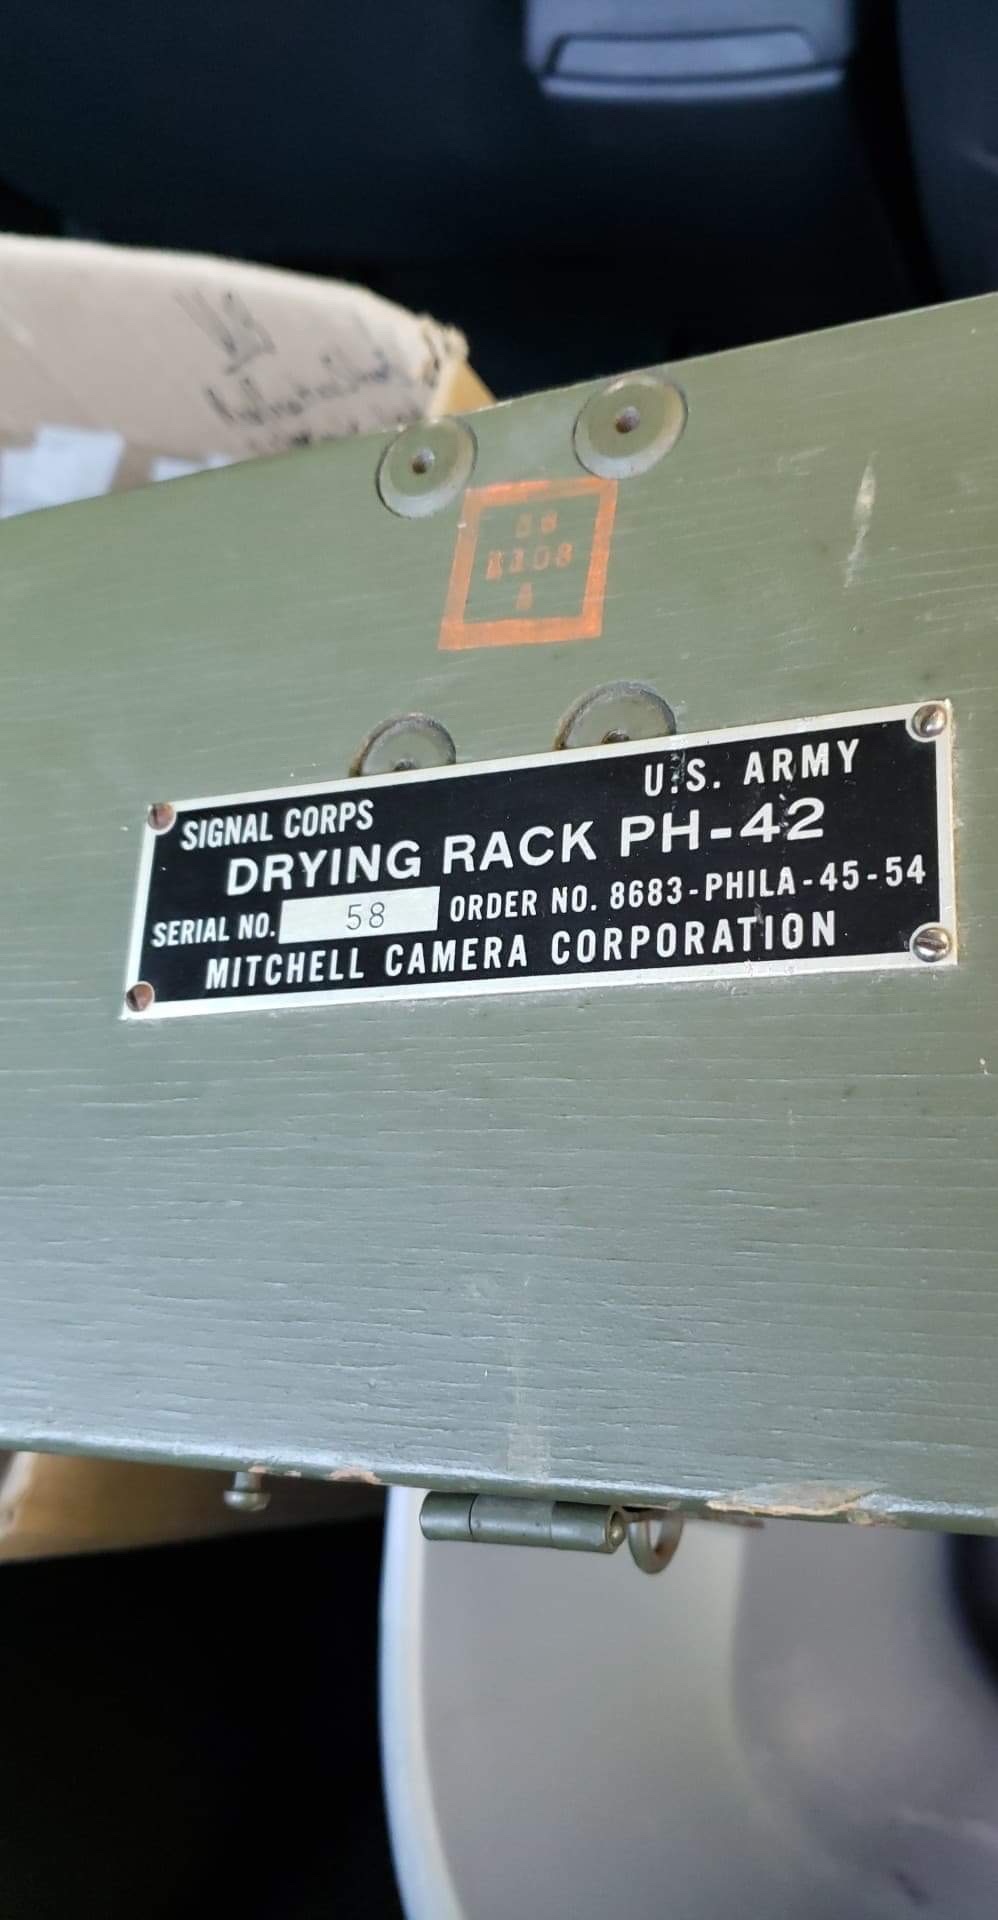 US
SIGNAL CORPS
U.S. ARMY
DRYING RACK PH-42
SERIAL NO. 58 ORDER NO. 8683-PHILA-45-54
MITCHELL CAMERA CORPORATION